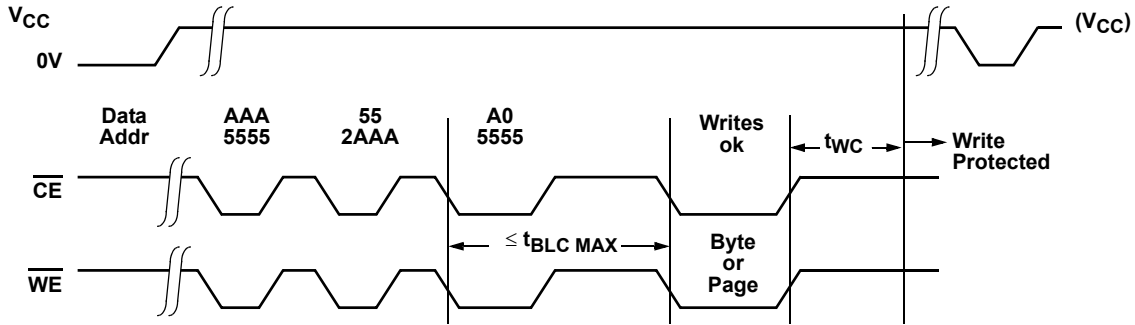 VCC
(VCC)
0V
Data
Addr
AAA
5555
55
2AAA
A0
5555
Writes
ok
tWC
Write
Protected
CE
≤ tBLC MAX
Byte
or
Page
WE